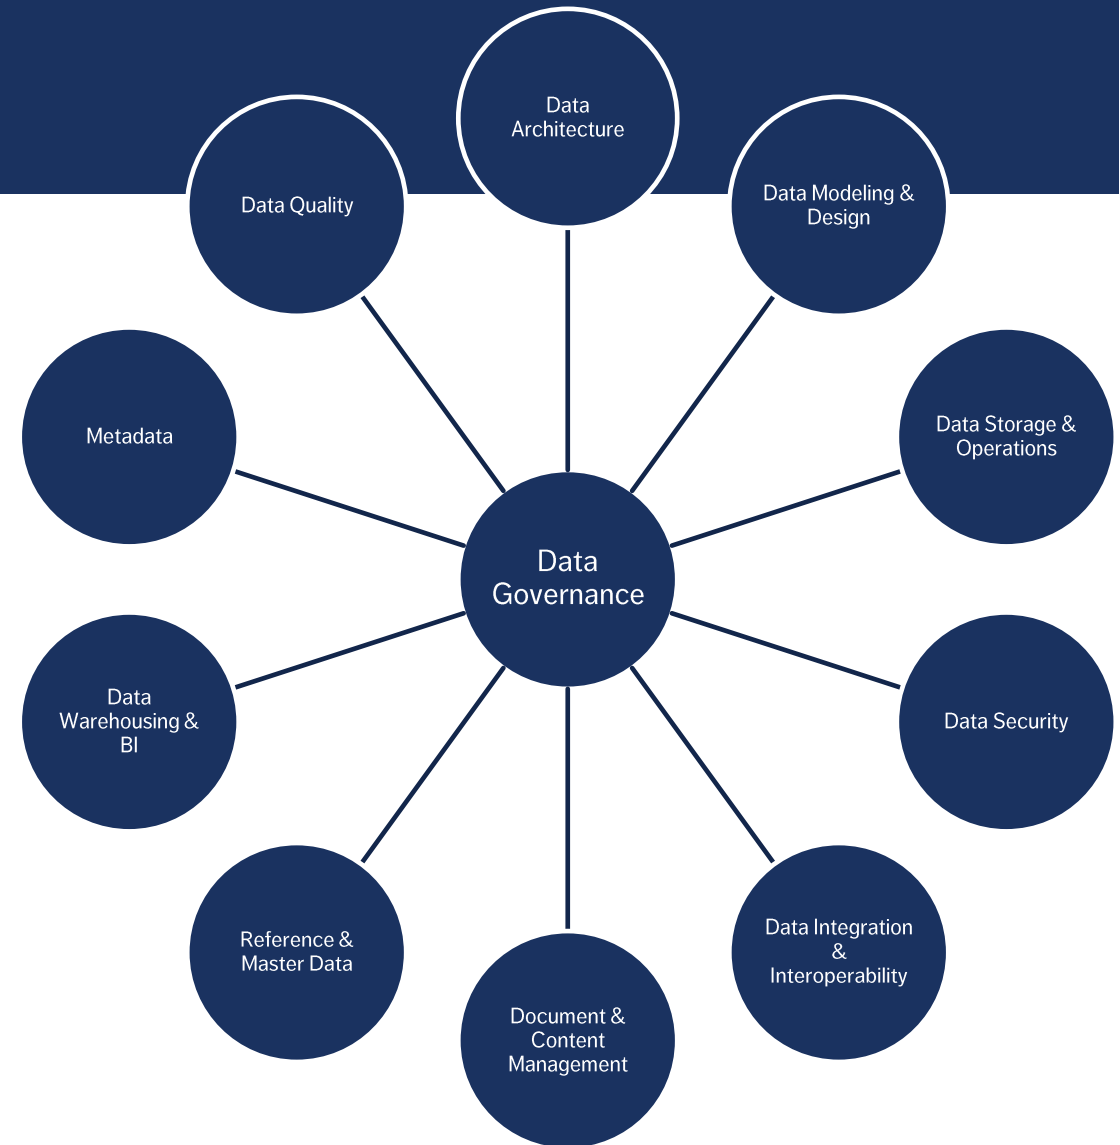 Data
Architecture
Data Modeling &
Design
Data Storage &
Operations
Data Security
Data Integration
&
Interoperability
Document &
Content
Management
Reference &
Master Data
Data
Warehousing &
BI
Metadata
Data Quality
Data
Governance